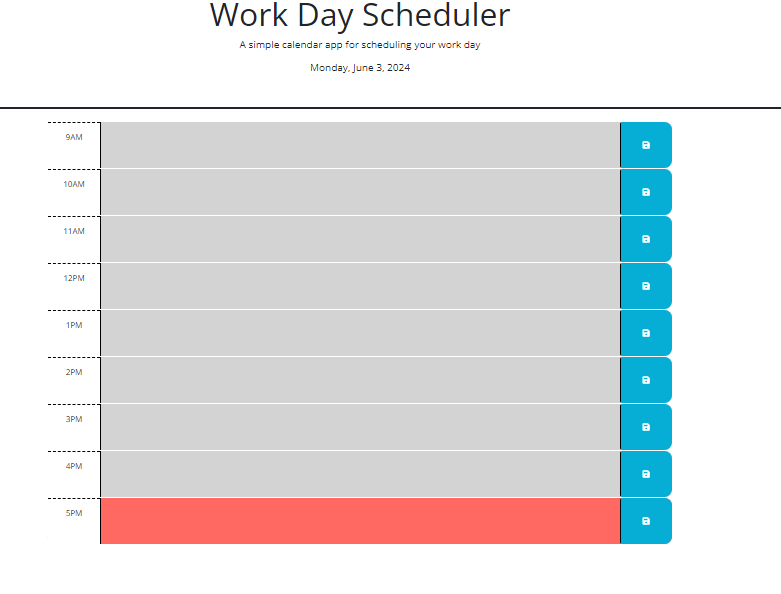 Work Day Scheduler
A simple calendar app for scheduling your work day
Monday, June 3, 2024
9AM
10AM
11AM
12PM
1PM
2PM
3PM
4PM
5PM